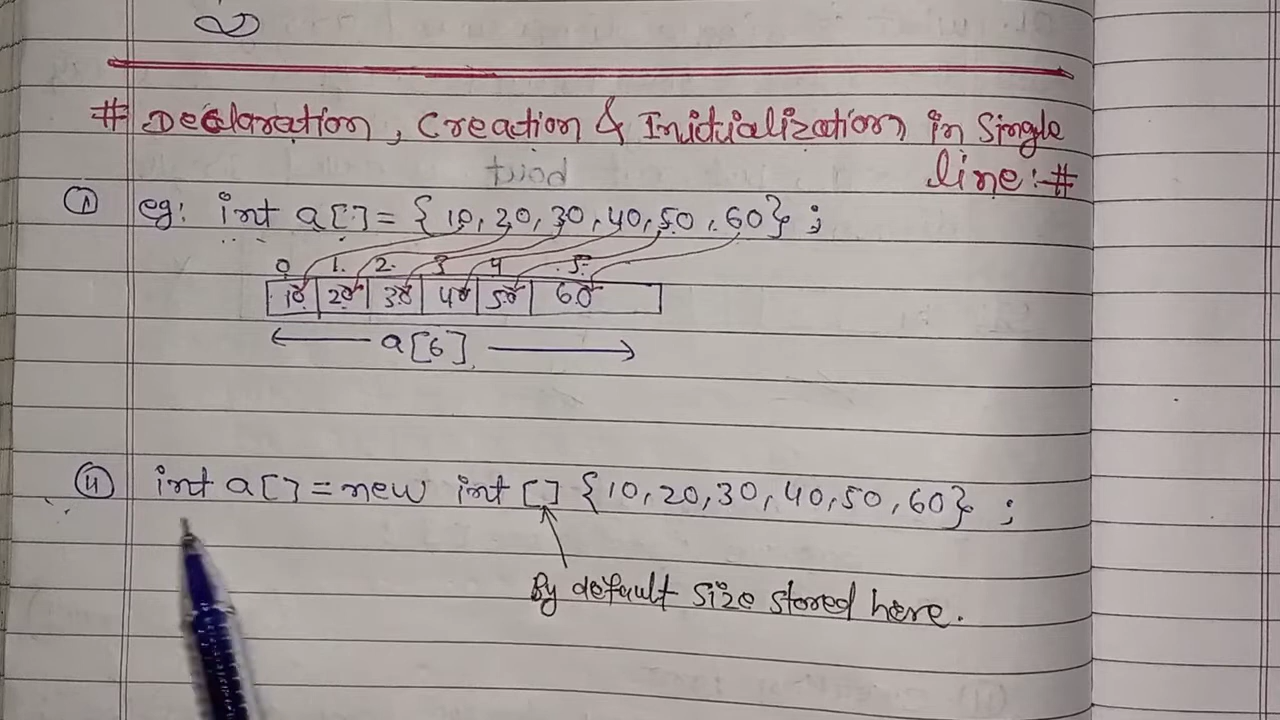 # Declaration, Creation & Initialization in Single
line:-#
① eg: int a[] = {10, 20, 30, 40, 50, 60};
0 1. 2. 3 4 5
10 20 30 40 50 60
a[6]
② int a[] = new int [] {10, 20, 30, 40, 50, 60};
By default size stored here.